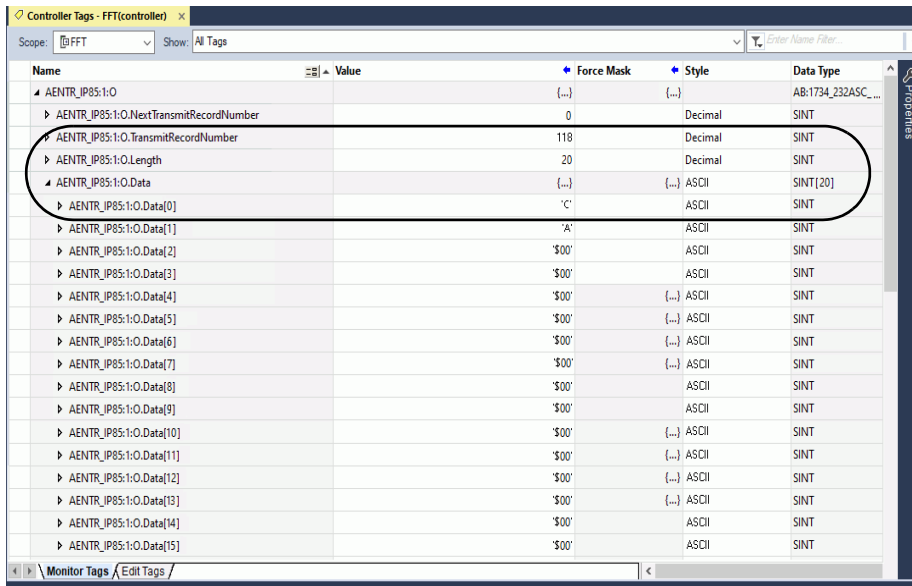 Controller Tags - FFT(controller) ×
Scope: FFT Show: All Tags Enter Name Filter...
Name Value Force Mask Style Data Type
AENTR_IP85:1:O {...} {...} AB:1734_232ASC_...
AENTR_IP85:1:O.NextTransmitRecordNumber 0 Decimal SINT
AENTR_IP85:1:O.TransmitRecordNumber 118 Decimal SINT
AENTR_IP85:1:O.Length 20 Decimal SINT
AENTR_IP85:1:O.Data {...} {...} ASCII SINT[20]
AENTR_IP85:1:O.Data[0] 'C' ASCII SINT
AENTR_IP85:1:O.Data[1] 'A' ASCII SINT
AENTR_IP85:1:O.Data[2] '$00' ASCII SINT
AENTR_IP85:1:O.Data[3] '$00' ASCII SINT
AENTR_IP85:1:O.Data[4] '$00' {...} ASCII SINT
AENTR_IP85:1:O.Data[5] '$00' {...} ASCII SINT
AENTR_IP85:1:O.Data[6] '$00' {...} ASCII SINT
AENTR_IP85:1:O.Data[7] '$00' {...} ASCII SINT
AENTR_IP85:1:O.Data[8] '$00' ASCII SINT
AENTR_IP85:1:O.Data[9] '$00' ASCII SINT
AENTR_IP85:1:O.Data[10] '$00' {...} ASCII SINT
AENTR_IP85:1:O.Data[11] '$00' {...} ASCII SINT
AENTR_IP85:1:O.Data[12] '$00' {...} ASCII SINT
AENTR_IP85:1:O.Data[13] '$00' {...} ASCII SINT
AENTR_IP85:1:O.Data[14] '$00' ASCII SINT
AENTR_IP85:1:O.Data[15] '$00' ASCII SINT
Monitor Tags Edit Tags
Properties